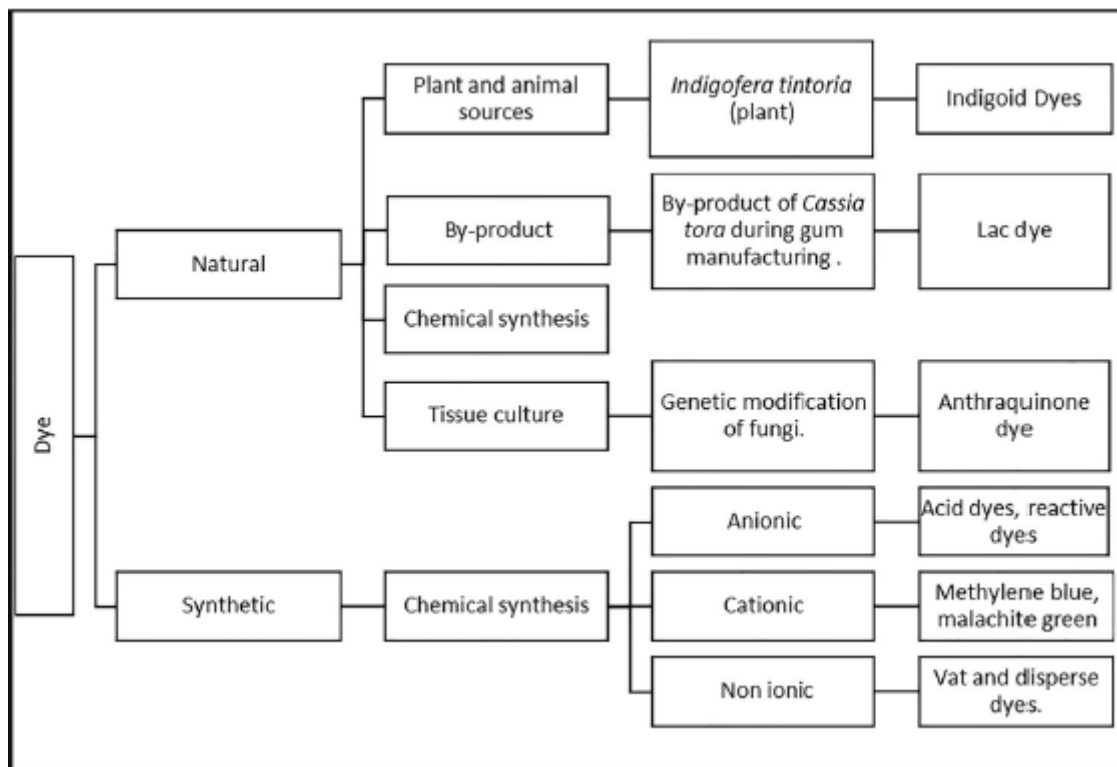 Plant and animal
sources
Indigofera tintoria
(plant)
Indigoid Dyes
By-product
By-product of Cassia
tora during gum
manufacturing .
Lac dye
Natural
Chemical synthesis
Tissue culture
Genetic modification
of fungi.
Anthraquinone
dye
Dye
Anionic
Acid dyes, reactive
dyes
Synthetic
Chemical synthesis
Cationic
Methylene blue,
malachite green
Non ionic
Vat and disperse
dyes.